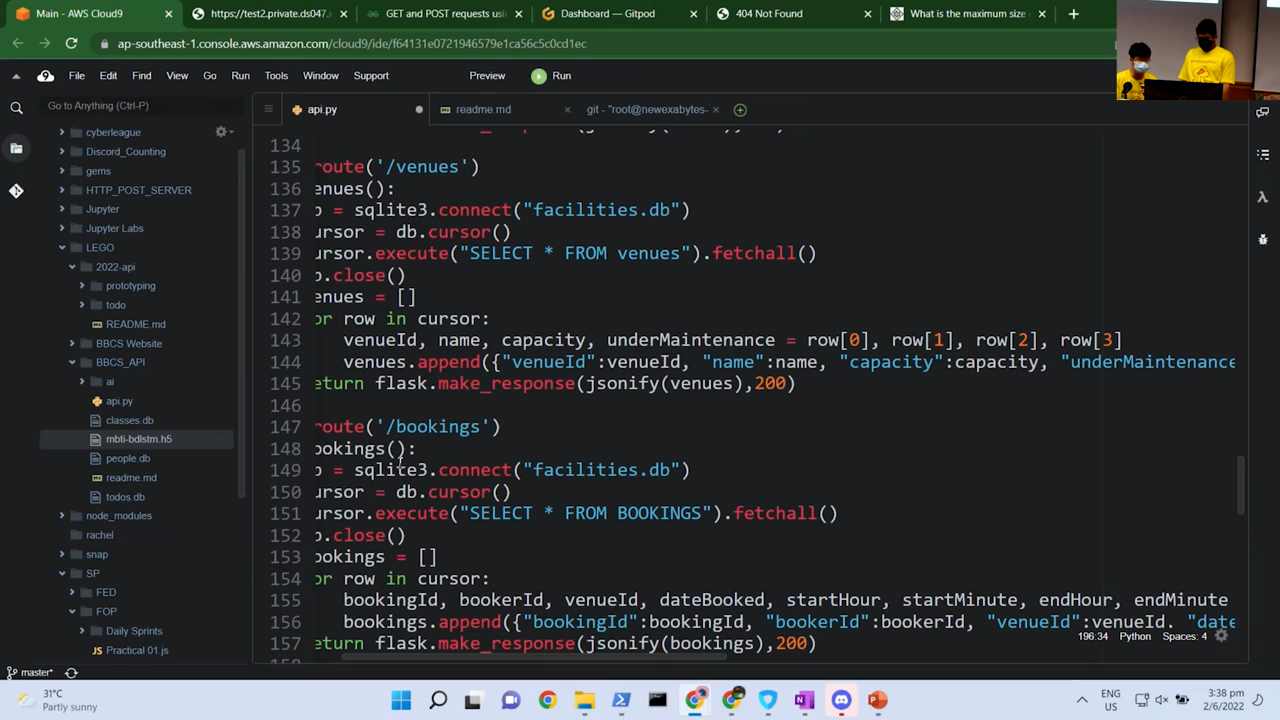 Main - AWS Cloud9
https://test2.private.ds047.
GET and POST requests usin
Dashboard — Gitpod
404 Not Found
What is the maximum size
ap-southeast-1.console.aws.amazon.com/cloud9/ide/f64131e0721946579e1ca56c5c0cd1ec
File Edit Find View Go Run Tools Window Support Preview Run
Go to Anything (Ctrl-P)
api.py
readme.md
git - "root@newexabytes-
cyberleague
Discord_Counting
gems
HTTP_POST_SERVER
Jupyter
Jupyter Labs
LEGO
2022-api
prototyping
todo
README.md
BBCS Website
BBCS_API
ai
api.py
classes.db
mbti-bdlstm.h5
people.db
readme.md
todos.db
node_modules
rachel
snap
SP
FED
FOP
Daily Sprints
Practical 01.js
134
135 route('/venues')
136 enues():
137 = sqlite3.connect("facilities.db")
138 ursor = db.cursor()
139 ursor.execute("SELECT * FROM venues").fetchall()
140 .close()
141 enues = []
142 or row in cursor:
143 venueId, name, capacity, underMaintenance = row[0], row[1], row[2], row[3]
144 venues.append({"venueId":venueId, "name":name, "capacity":capacity, "underMaintenance
145 eturn flask.make_response(jsonify(venues),200)
146
147 route('/bookings')
148 ookings():
149 = sqlite3.connect("facilities.db")
150 ursor = db.cursor()
151 ursor.execute("SELECT * FROM BOOKINGS").fetchall()
152 .close()
153 ookings = []
154 or row in cursor:
155 bookingId, bookerId, venueId, dateBooked, startHour, startMinute, endHour, endMinute
156 bookings.append({"bookingId":bookingId, "bookerId":bookerId, "venueId":venueId, "date
157 eturn flask.make_response(jsonify(bookings),200)
196:34 Python Spaces: 4
master*
31°C
Partly sunny
ENG
US
3:38 pm
2/6/2022